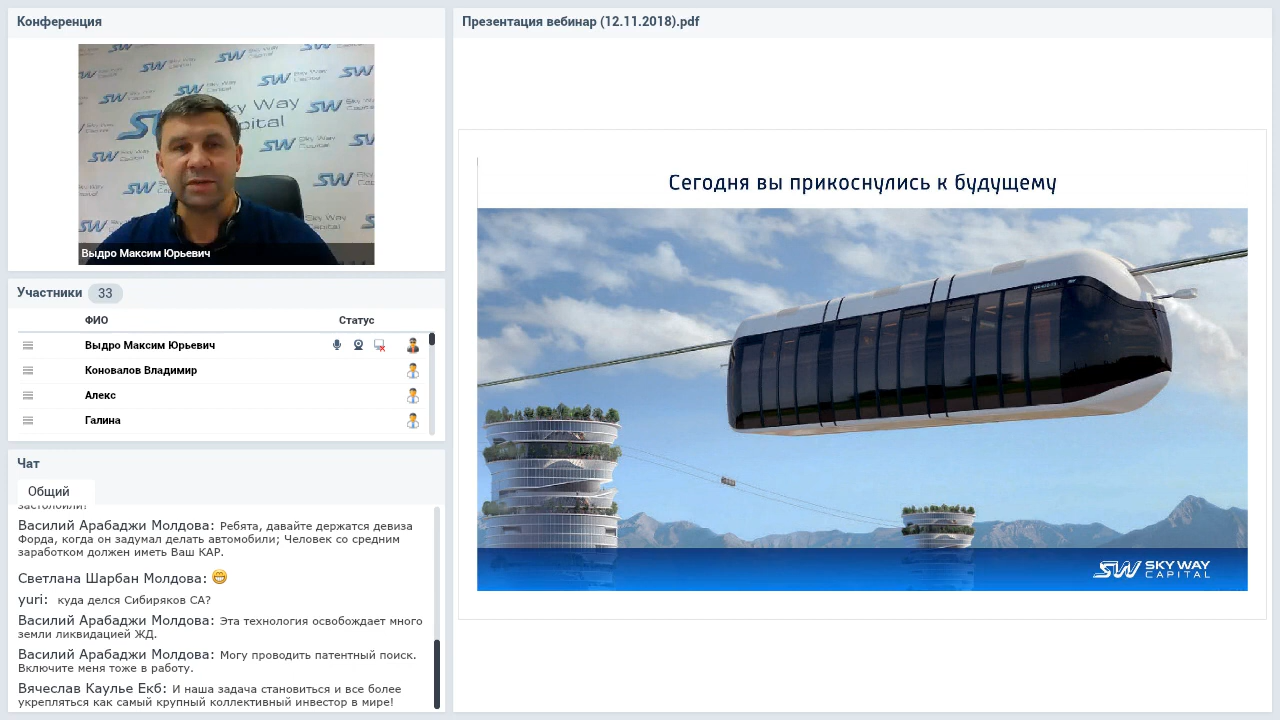 Конференция
Sky Way
Capital
Выдро Максим Юрьевич
Участники 33
ФИО Статус
Выдро Максим Юрьевич
Коновалов Владимир
Алекс
Галина
Чат
Общий
застолбили!
Василий Арабаджи Молдова: Ребята, давайте держатся девиза
Форда, когда он задумал делать автомобили; Человек со средним
заработком должен иметь Ваш КАР.
Светлана Шарбан Молдова:
yuri: куда делся Сибиряков СА?
Василий Арабаджи Молдова: Эта технология освобождает много
земли ликвидацией ЖД.
Василий Арабаджи Молдова: Могу проводить патентный поиск.
Включите меня тоже в работу.
Вячеслав Каулье Екб: И наша задача становиться и все более
укрепляться как самый крупный коллективный инвестор в мире!
Презентация вебинар (12.11.2018).pdf
Сегодня вы прикоснулись к будущему
SW SKY WAY
CAPITAL